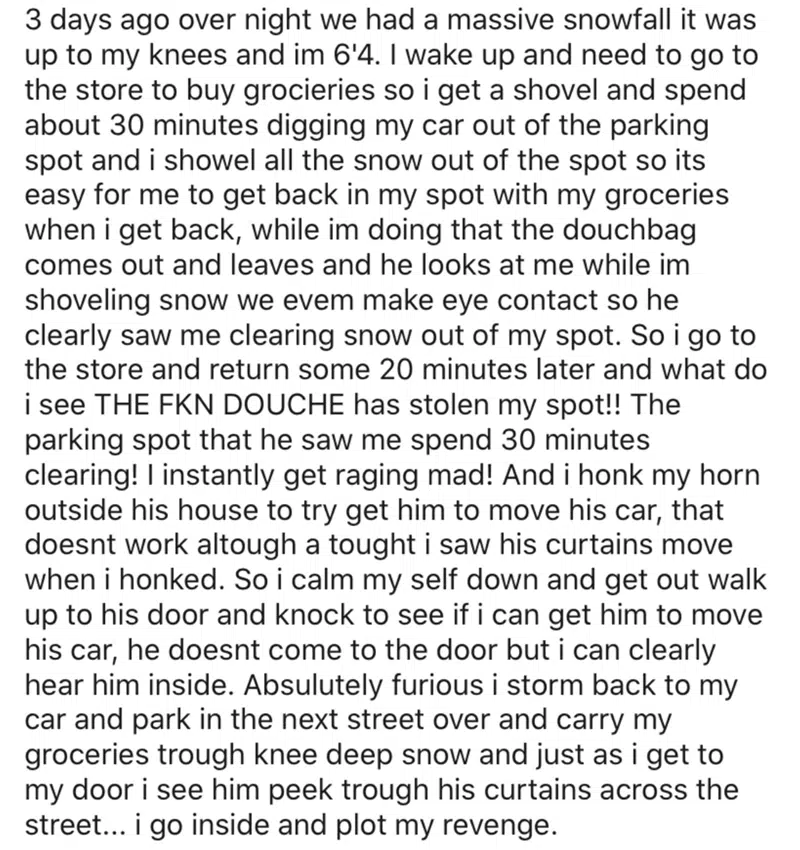 3 days ago over night we had a massive snowfall it was
up to my knees and im 6'4. I wake up and need to go to
the store to buy grocieries so i get a shovel and spend
about 30 minutes digging my car out of the parking
spot and i showel all the snow out of the spot so its
easy for me to get back in my spot with my groceries
when i get back, while im doing that the douchbag
comes out and leaves and he looks at me while im
shoveling snow we evem make eye contact so he
clearly saw me clearing snow out of my spot. So i go to
the store and return some 20 minutes later and what do
i see THE FKN DOUCHE has stolen my spot!! The
parking spot that he saw me spend 30 minutes
clearing! I instantly get raging mad! And i honk my horn
outside his house to try get him to move his car, that
doesnt work altough a tought i saw his curtains move
when i honked. So i calm my self down and get out walk
up to his door and knock to see if i can get him to move
his car, he doesnt come to the door but i can clearly
hear him inside. Absulutely furious i storm back to my
car and park in the next street over and carry my
groceries trough knee deep snow and just as i get to
my door i see him peek trough his curtains across the
street... i go inside and plot my revenge.